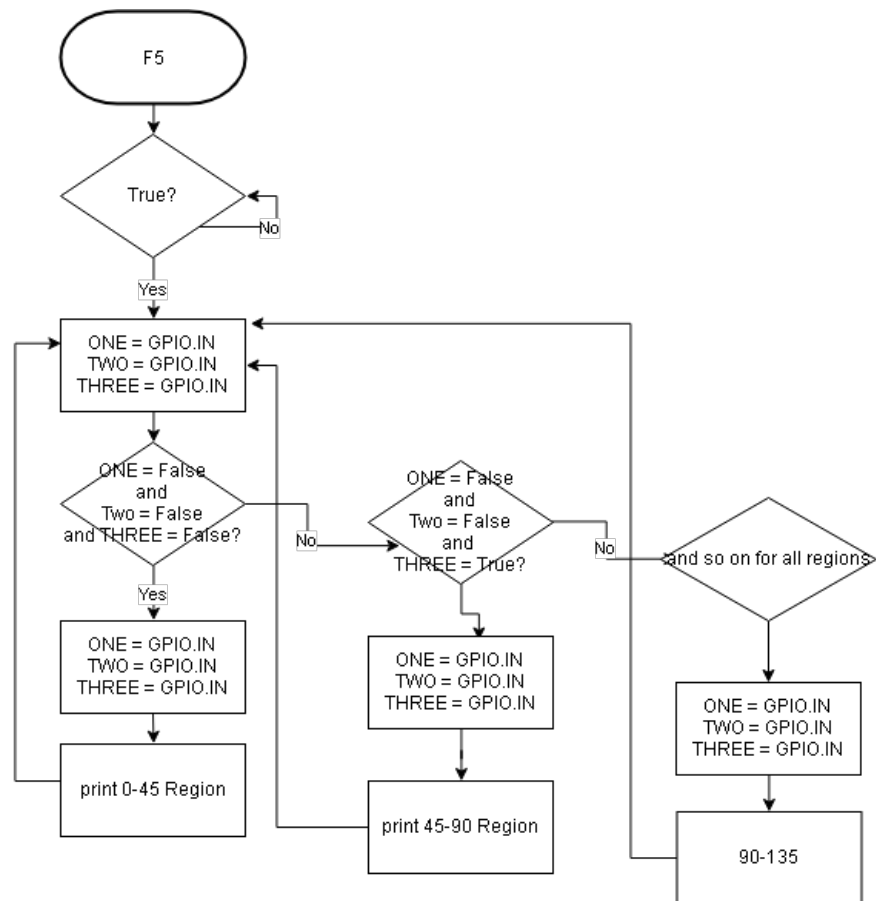 F5
True?
No
Yes
ONE = GPIO.IN
TWO = GPIO.IN
THREE = GPIO.IN
ONE = False
and
Two = False
and THREE = False?
No
Yes
ONE = GPIO.IN
TWO = GPIO.IN
THREE = GPIO.IN
print 0-45 Region
ONE = False
and
Two = False
and
THREE = True?
No
ONE = GPIO.IN
TWO = GPIO.IN
THREE = GPIO.IN
print 45-90 Region
and so on for all regions
ONE = GPIO.IN
TWO = GPIO.IN
THREE = GPIO.IN
90-135